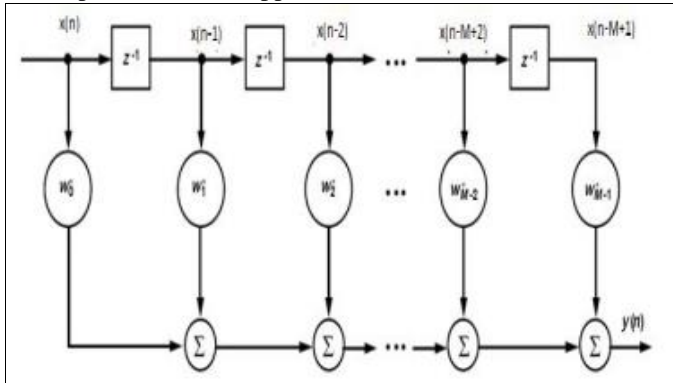 x(n) x(n-1) x(n-2) x(n-M+2) x(n-M+1)
z⁻¹ z⁻¹ ••• z⁻¹
w₀* w₁* w₂* ••• w*M-2 w*M-1
y(n)
Σ Σ ••• Σ Σ